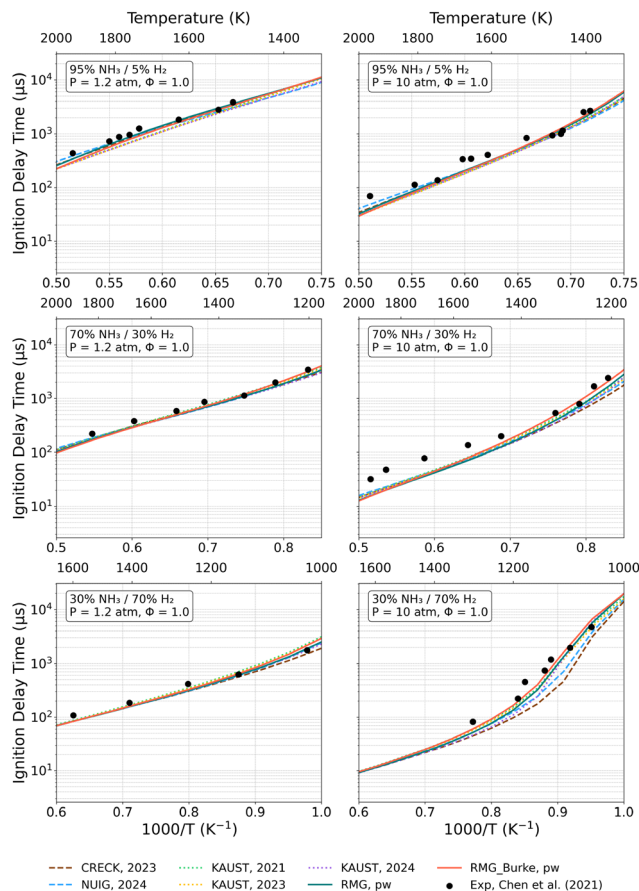 Temperature (K)
Temperature (K)
2000 1800 1600 1400
2000 1800 1600 1400
Ignition Delay Time (μs)
10⁴
10³
10²
10¹
95% NH₃ / 5% H₂
P = 1.2 atm, Φ = 1.0
95% NH₃ / 5% H₂
P = 10 atm, Φ = 1.0
0.50 0.55 0.60 0.65 0.70 0.75
0.50 0.55 0.60 0.65 0.70 0.75
2000 1800 1600 1400 1200
2000 1800 1600 1400 1200
Ignition Delay Time (μs)
10⁴
10³
10²
10¹
70% NH₃ / 30% H₂
P = 1.2 atm, Φ = 1.0
70% NH₃ / 30% H₂
P = 10 atm, Φ = 1.0
0.5 0.6 0.7 0.8
0.5 0.6 0.7 0.8
1600 1400 1200 1000
1600 1400 1200 1000
Ignition Delay Time (μs)
10⁴
10³
10²
10¹
30% NH₃ / 70% H₂
P = 1.2 atm, Φ = 1.0
30% NH₃ / 70% H₂
P = 10 atm, Φ = 1.0
0.6 0.7 0.8 0.9 1.0
0.6 0.7 0.8 0.9 1.0
1000/T (K⁻¹)
1000/T (K⁻¹)
CRECK, 2023
NUIG, 2024
KAUST, 2021
KAUST, 2023
KAUST, 2024
RMG, pw
RMG_Burke, pw
Exp, Chen et al. (2021)